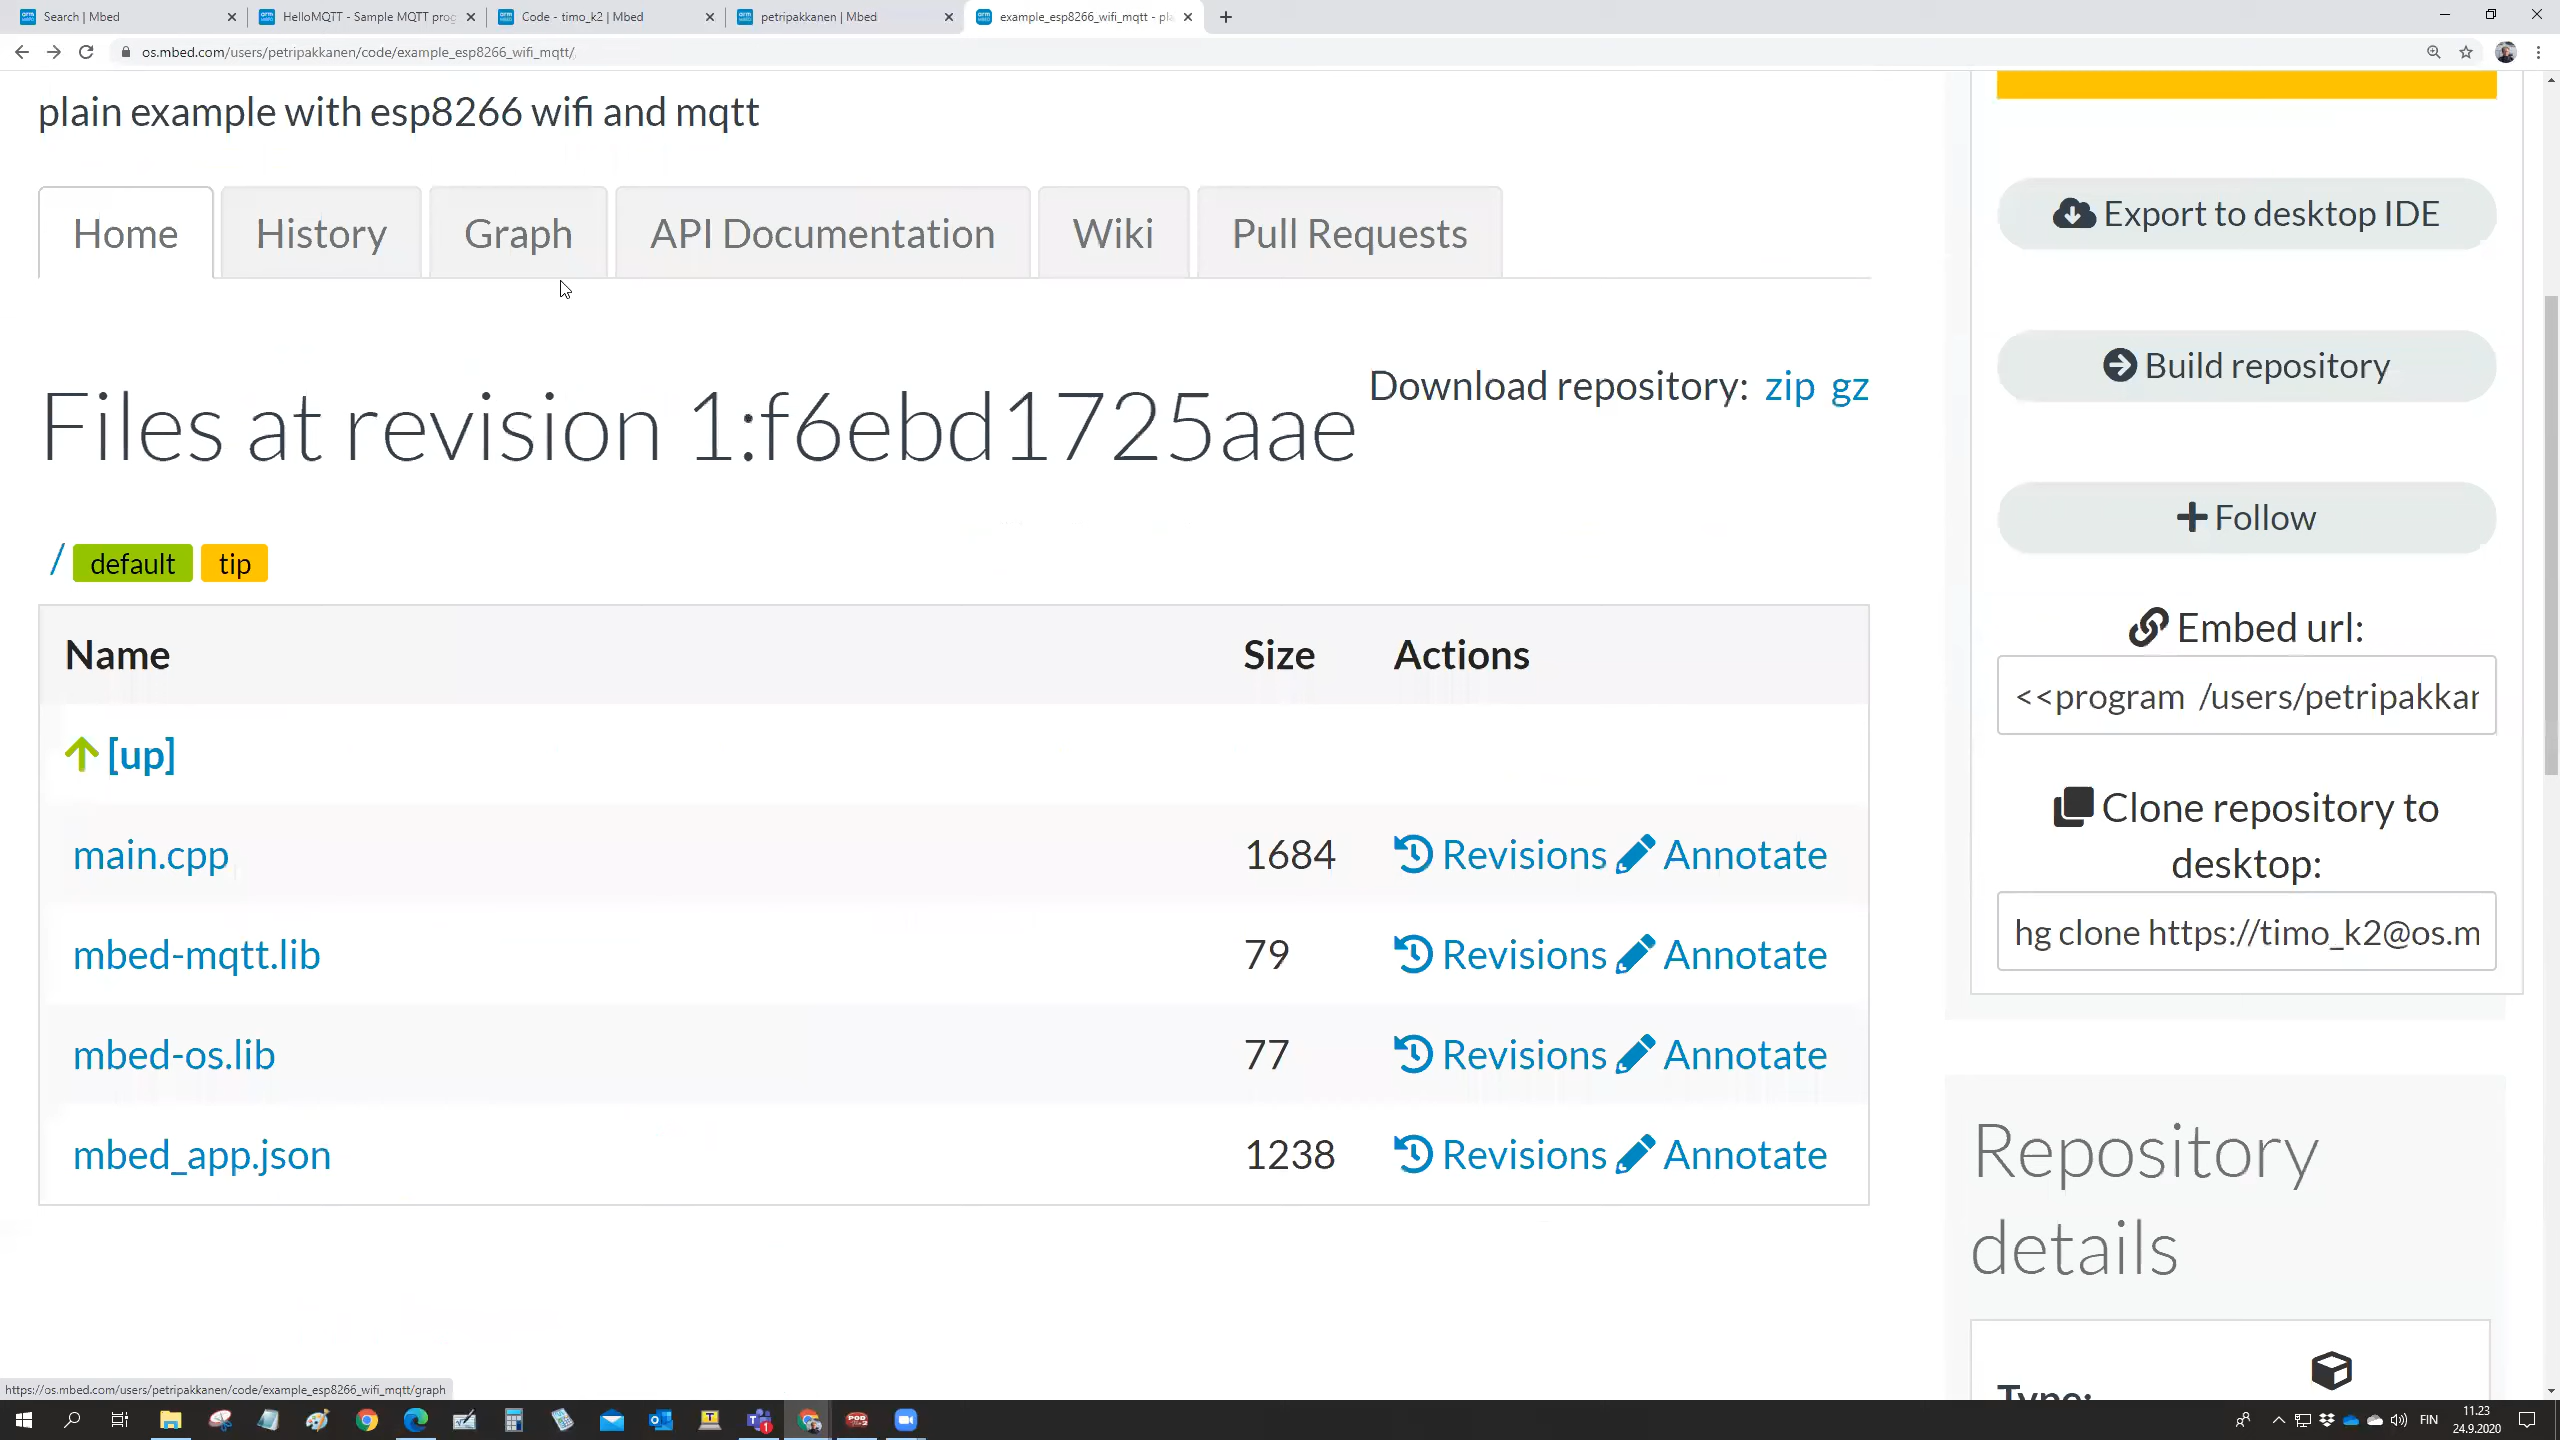 Search | Mbed
HelloMQTT - Sample MQTT prog
Code - timo_k2 | Mbed
petripakkanen | Mbed
example_esp8266_wifi_mqtt - pla
os.mbed.com/users/petripakkanen/code/example_esp8266_wifi_mqtt/
plain example with esp8266 wifi and mqtt
Home History Graph API Documentation Wiki Pull Requests
Files at revision 1:f6ebd1725aae
Download repository: zip gz
/ default tip
Name Size Actions
[up]
main.cpp 1684 Revisions Annotate
mbed-mqtt.lib 79 Revisions Annotate
mbed-os.lib 77 Revisions Annotate
mbed_app.json 1238 Revisions Annotate
Export to desktop IDE
Build repository
Follow
Embed url:
<<program /users/petripakkan
Clone repository to
desktop:
hg clone https://timo_k2@os.m
Repository
details
Type:
https://os.mbed.com/users/petripakkanen/code/example_esp8266_wifi_mqtt/graph
FIN
11.23
24.9.2020